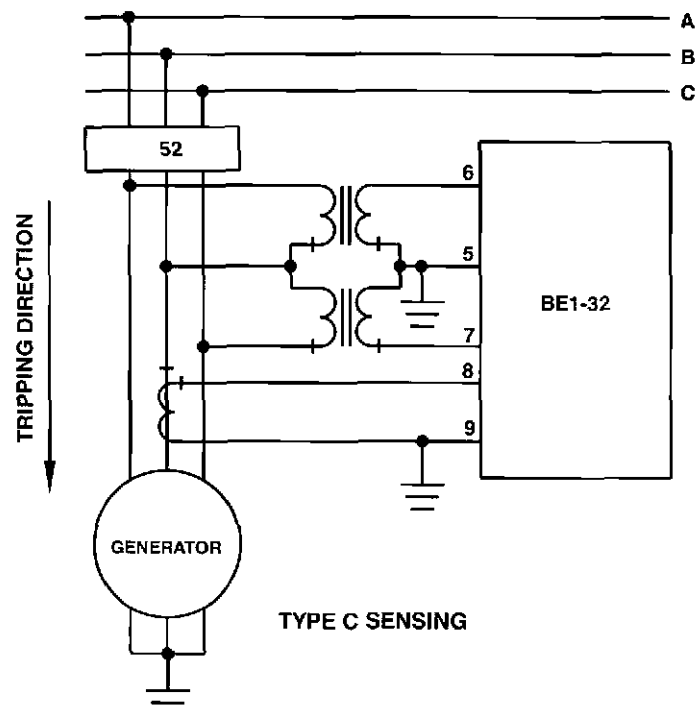 A
B
C
52
6
5
BE1-32
7
8
9
TRIPPING DIRECTION
GENERATOR
TYPE C SENSING